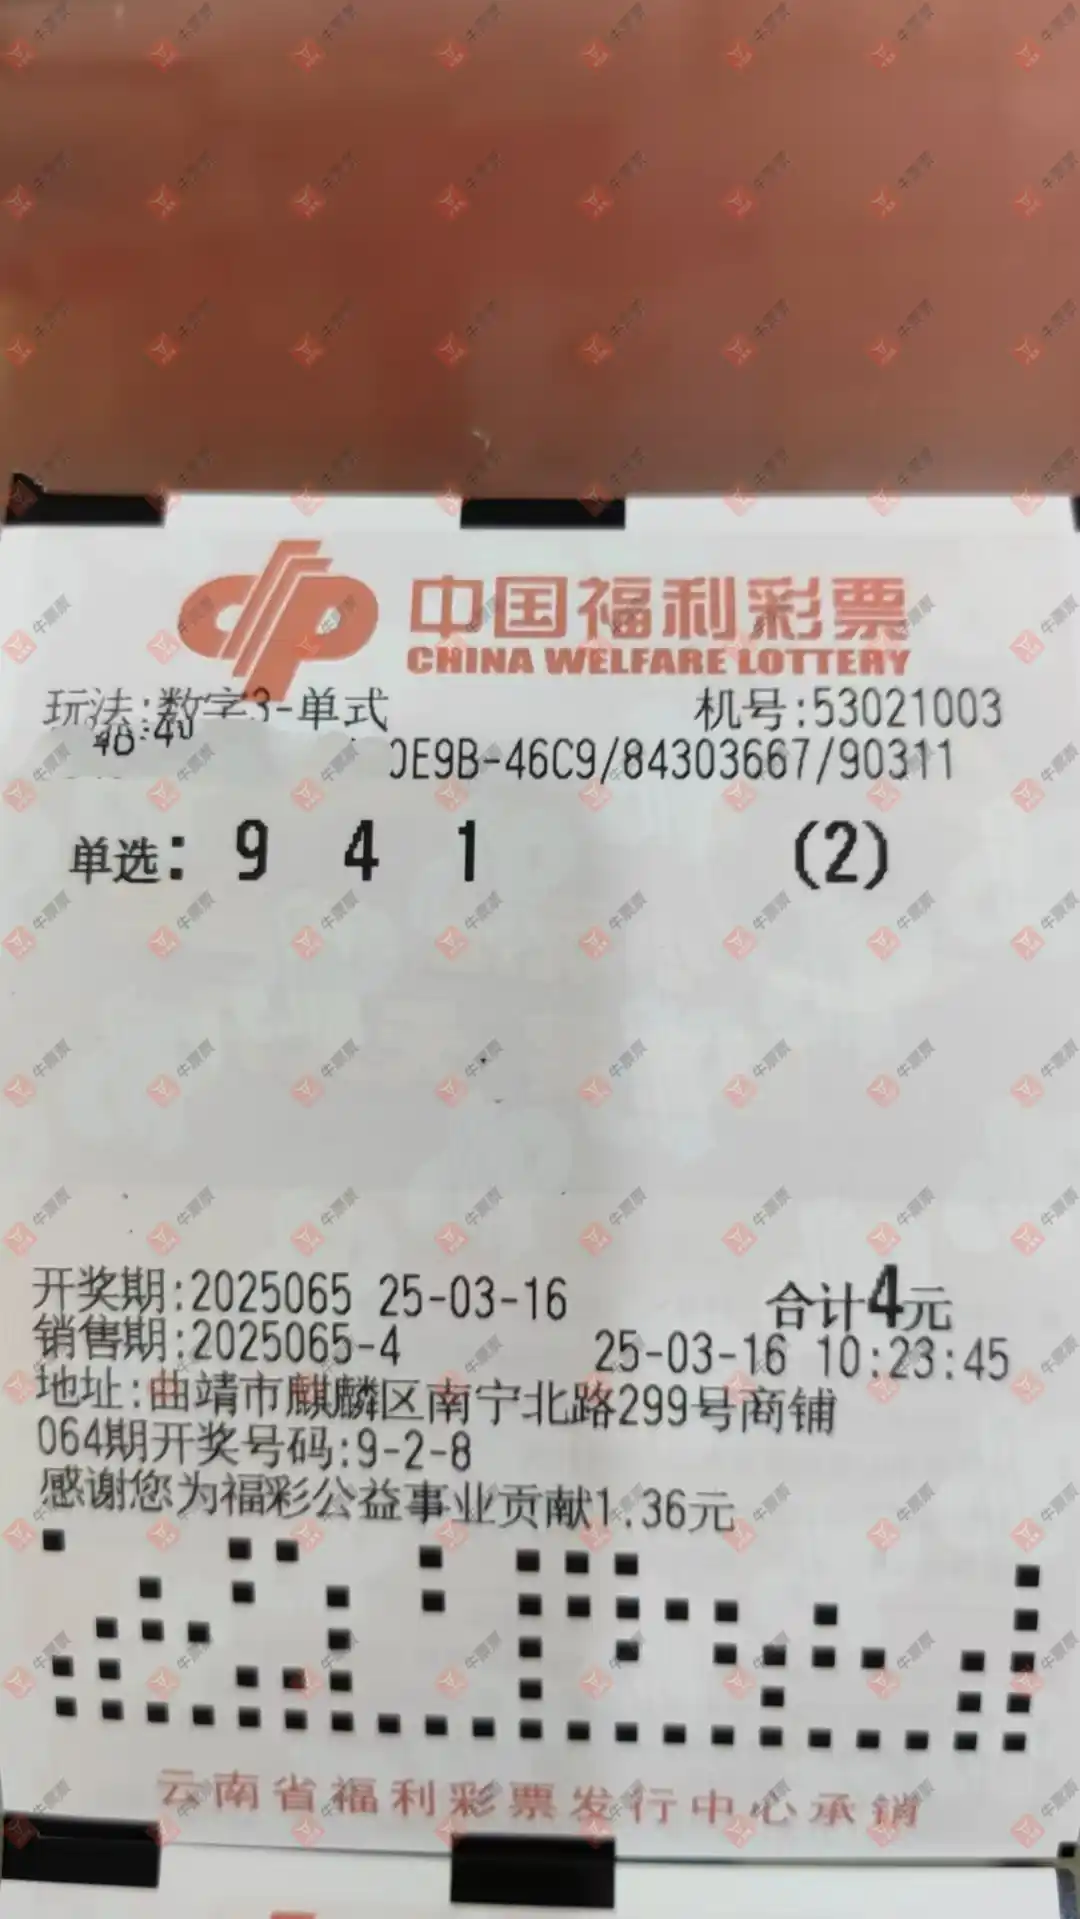 中国福利彩票
CHINA WELFARE LOTTERY
玩法:数字3-单式 机号:53021003
0E9B-46C9/84303667/90311
单选: 9 4 1 (2)
开奖期:2025065 25-03-16 合计4元
销售期:2025065-4 25-03-16 10:23:45
地址:曲靖市麒麟区南宁北路299号商铺
064期开奖号码:9-2-8
感谢您为福彩公益事业贡献1.36元
云南省福利彩票发行中心承销
牛票票